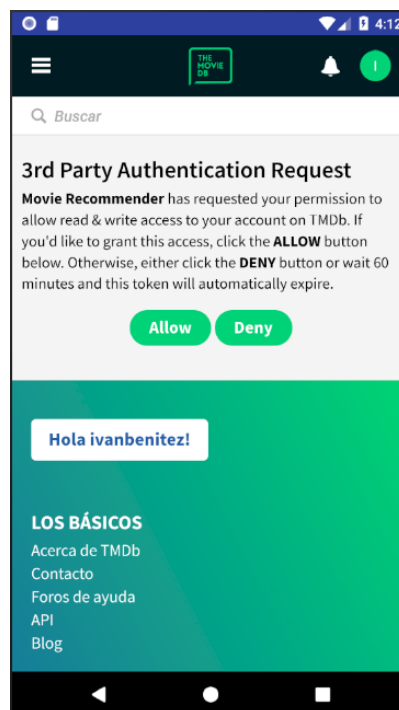 4:12
THE
MOVIE
DB
I
Buscar
3rd Party Authentication Request
Movie Recommender has requested your permission to
allow read & write access to your account on TMDb. If
you'd like to grant this access, click the ALLOW button
below. Otherwise, either click the DENY button or wait 60
minutes and this token will automatically expire.
Allow Deny
Hola ivanbenitez!
LOS BÁSICOS
Acerca de TMDb
Contacto
Foros de ayuda
API
Blog